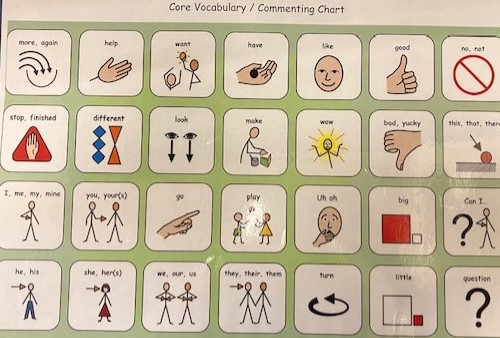 Core Vocabulary / Commenting Chart
more, again help want have like good no, not
stop, finished different look make wow bad, yucky this, that, there
I, me, my, mine you, your(s) go play Uh oh big Can I...
?
he, his she, her(s) we, our, us they, their, them turn little question
?